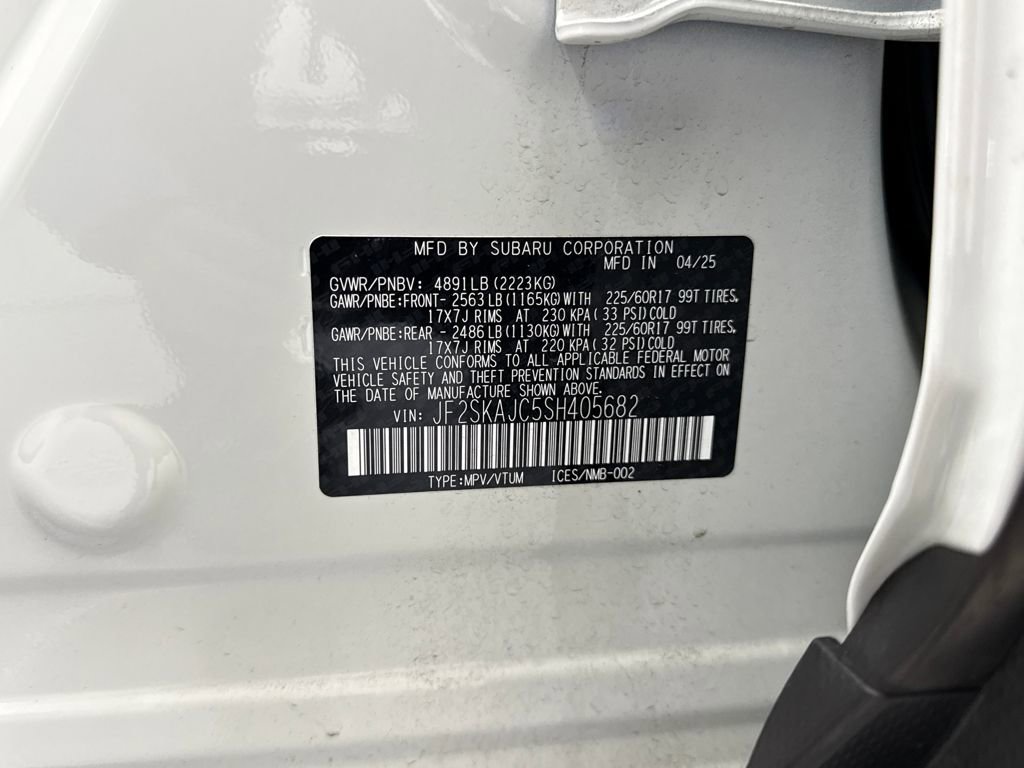 MFD BY SUBARU CORPORATION
MFD IN 04/25
GVWR/PNBV: 4891LB(2223KG)
GAWR/PNBE:FRONT- 2563LB(1165KG)WITH 225/60R17 99T TIRES,
17X7J RIMS AT 230 KPA( 33 PSI)COLD
GAWR/PNBE:REAR - 2486LB(1130KG)WITH 225/60R17 99T TIRES,
17X7J RIMS AT 220 KPA( 32 PSI)COLD
THIS VEHICLE CONFORMS TO ALL APPLICABLE FEDERAL MOTOR
VEHICLE SAFETY AND THEFT PREVENTION STANDARDS IN EFFECT ON
THE DATE OF MANUFACTURE SHOWN ABOVE.
VIN: JF2SKAJC5SH405682
TYPE:MPV/VTUM ICES/NMB-002